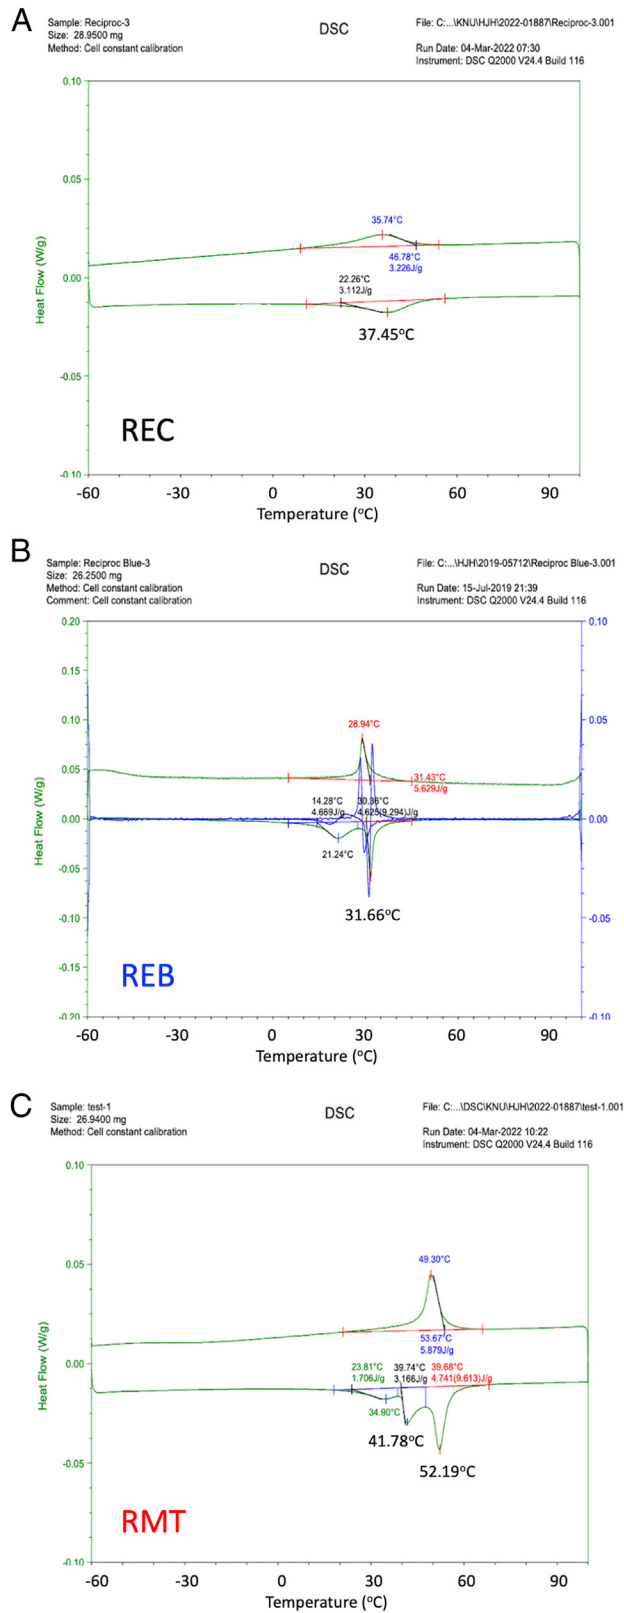 A
Sample: Reciproc-3
Size: 28.9500 mg
Method: Cell constant calibration
DSC
File: C:...\KNU\HJH\2022-01887\Reciproc-3.001
Run Date: 04-Mar-2022 07:30
Instrument: DSC Q2000 V24.4 Build 116
0.10
0.05
0.00
-0.05
-0.10
Heat Flow (W/g)
35.74°C
46.78°C
3.226J/g
22.26°C
3.112J/g
37.45°C
REC
-60 -30 0 30 60 90
Temperature (°C)
B
Sample: Reciproc Blue-3
Size: 26.2500 mg
Method: Cell constant calibration
Comment: Cell constant calibration
DSC
File: C:...\HJH\2019-05712\Reciproc Blue-3.001
Run Date: 15-Jul-2019 21:39
Instrument: DSC Q2000 V24.4 Build 116
0.20
0.15
0.10
0.05
0.00
-0.05
-0.10
-0.15
-0.20
Heat Flow (W/g)
0.10
0.05
0.00
-0.05
-0.10
28.94°C
31.43°C
5.629J/g
14.28°C
4.669J/g
30.36°C
4.625(9.294)J/g
21.24°C
31.66°C
REB
-60 -30 0 30 60 90
Temperature (°C)
C
Sample: test-1
Size: 26.9400 mg
Method: Cell constant calibration
DSC
File: C:...\DSC\KNU\HJH\2022-01887\test-1.001
Run Date: 04-Mar-2022 10:22
Instrument: DSC Q2000 V24.4 Build 116
0.10
0.05
0.00
-0.05
-0.10
Heat Flow (W/g)
49.30°C
53.67°C
5.879J/g
23.81°C
1.706J/g
39.74°C
3.166J/g
39.68°C
4.741(9.613)J/g
34.90°C
41.78°C
52.19°C
RMT
-60 -30 0 30 60 90
Temperature (°C)